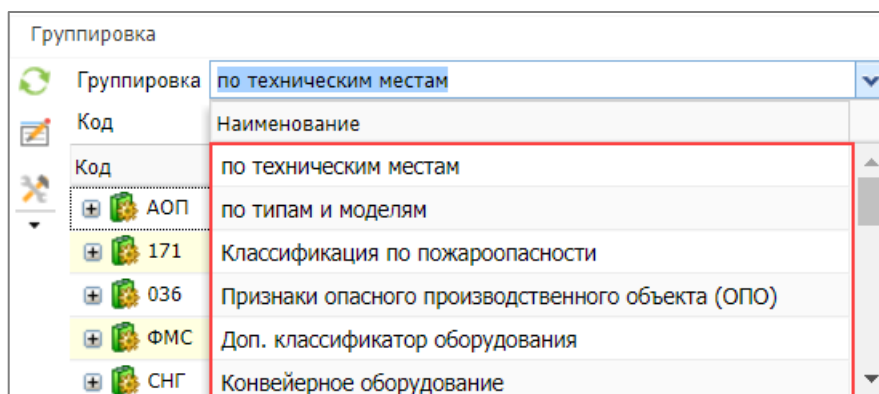 Группировка
Группировка по техническим местам
Код Наименование
Код по техническим местам
АОП по типам и моделям
171 Классификация по пожароопасности
036 Признаки опасного производственного объекта (ОПО)
ФМС Доп. классификатор оборудования
СНГ Конвейерное оборудование